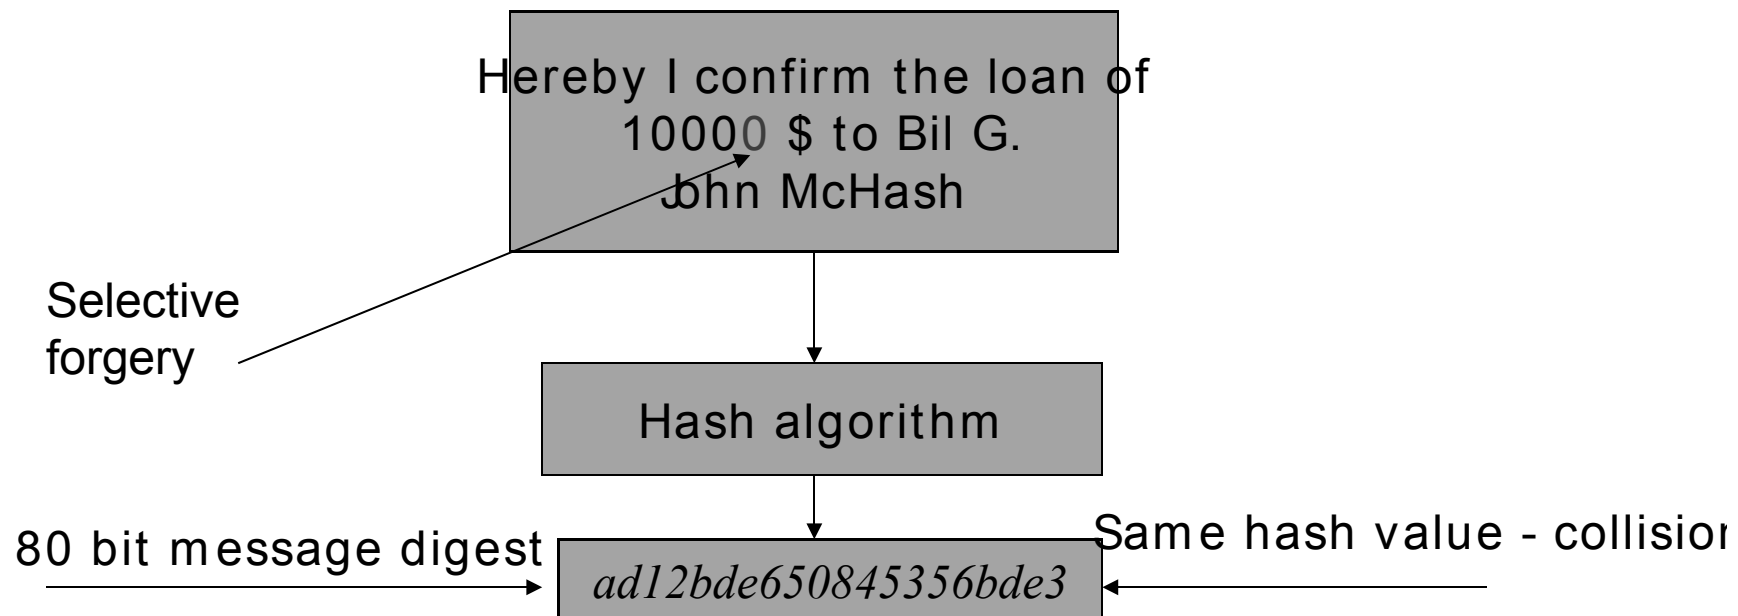 Hereby I confirm the loan of
10000 $ to Bil G.
John McHash
Selective
forgery
Hash algorithm
80 bit message digest
Same hash value - collision
ad12bde650845356bde3